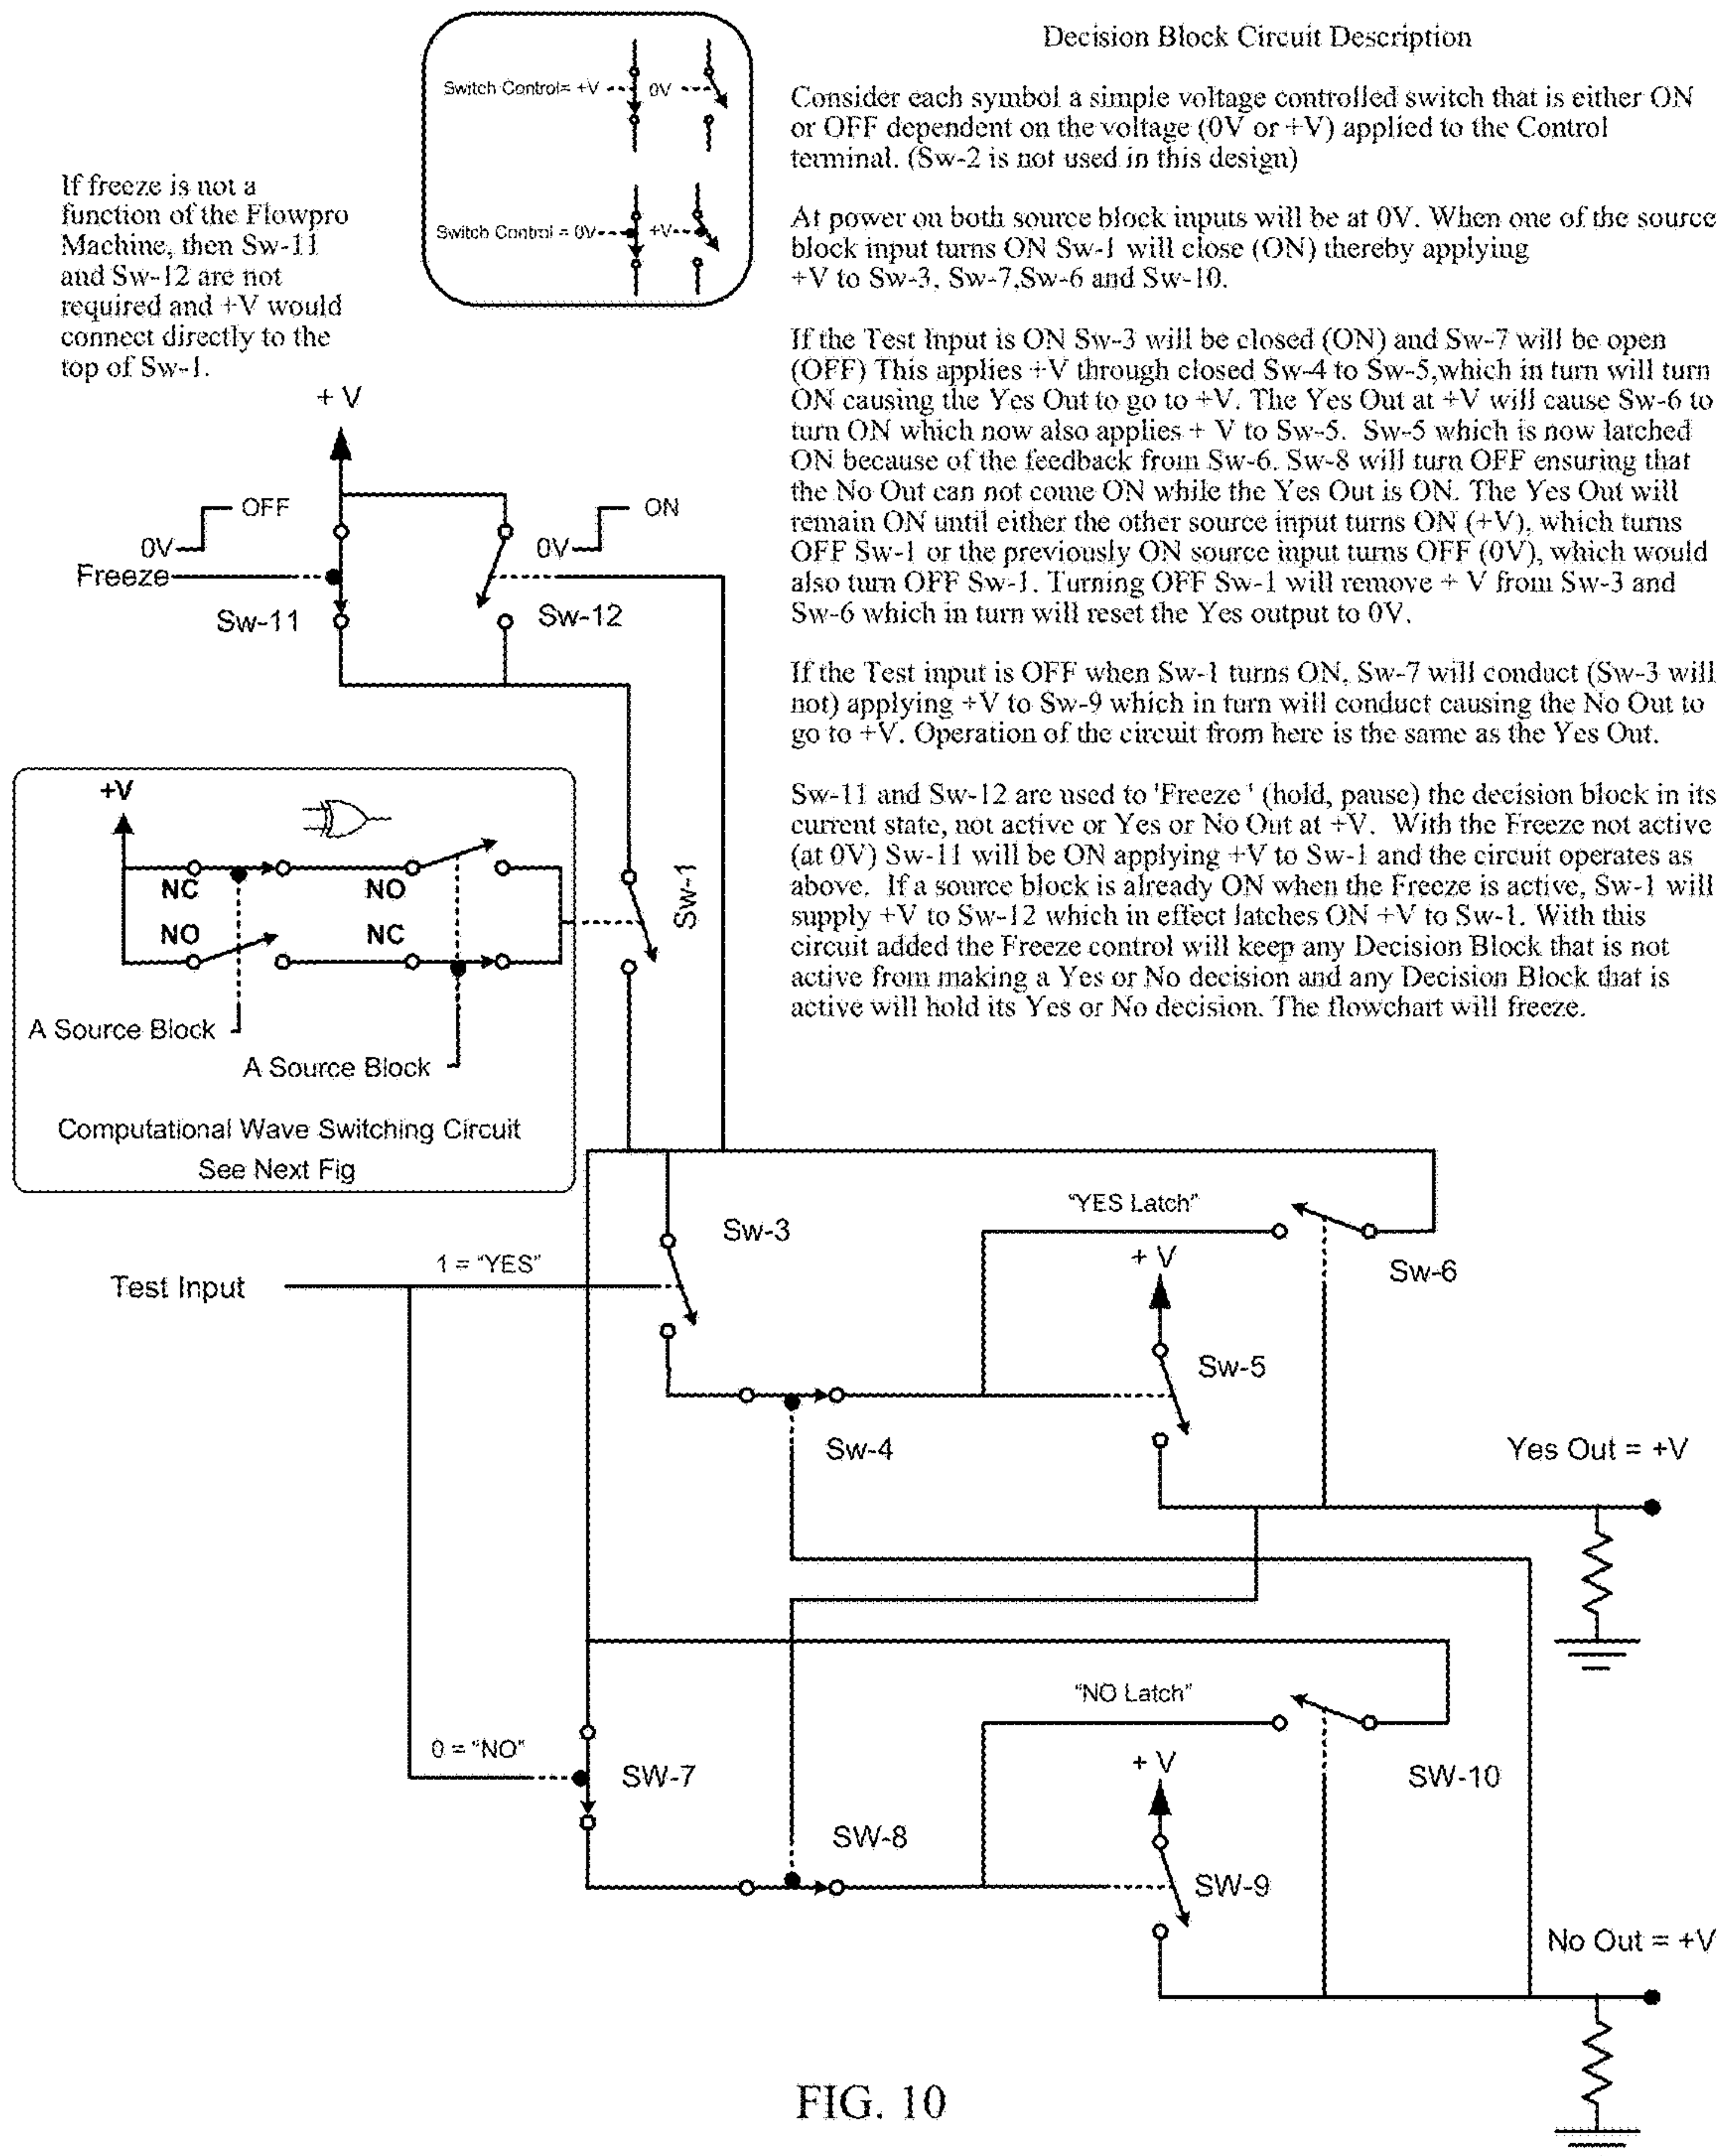 Decision Block Circuit Description
Switch Control= +V
0V
Switch Control = 0V
+V
Consider each symbol a simple voltage controlled switch that is either ON
or OFF dependent on the voltage (0V or +V) applied to the Control
terminal. (Sw-2 is not used in this design)
At power on both source block inputs will be at 0V. When one of the source
block input turns ON Sw-1 will close (ON) thereby applying
+V to Sw-3, Sw-7,Sw-6 and Sw-10.
If the Test Input is ON Sw-3 will be closed (ON) and Sw-7 will be open
(OFF) This applies +V through closed Sw-4 to Sw-5,which in turn will turn
ON causing the Yes Out to go to +V. The Yes Out at +V will cause Sw-6 to
turn ON which now also applies + V to Sw-5. Sw-5 which is now latched
ON because of the feedback from Sw-6. Sw-8 will turn OFF ensuring that
the No Out can not come ON while the Yes Out is ON. The Yes Out will
remain ON until either the other source input turns ON (+V), which turns
OFF Sw-1 or the previously ON source input turns OFF (0V), which would
also turn OFF Sw-1. Turning OFF Sw-1 will remove + V from Sw-3 and
Sw-6 which in turn will reset the Yes output to 0V.
If the Test input is OFF when Sw-1 turns ON, Sw-7 will conduct (Sw-3 will
not) applying +V to Sw-9 which in turn will conduct causing the No Out to
go to +V. Operation of the circuit from here is the same as the Yes Out.
Sw-11 and Sw-12 are used to 'Freeze ' (hold, pause) the decision block in its
current state, not active or Yes or No Out at +V. With the Freeze not active
(at 0V) Sw-11 will be ON applying +V to Sw-1 and the circuit operates as
above. If a source block is already ON when the Freeze is active, Sw-1 will
supply +V to Sw-12 which in effect latches ON +V to Sw-1. With this
circuit added the Freeze control will keep any Decision Block that is not
active from making a Yes or No decision and any Decision Block that is
active will hold its Yes or No decision. The flowchart will freeze.
If freeze is not a
function of the Flowpro
Machine, then Sw-11
and Sw-12 are not
required and +V would
connect directly to the
top of Sw-1.
+ V
OFF
0V
Freeze
Sw-11
ON
0V
Sw-12
+V
NC
NO
NO
NC
A Source Block
A Source Block
Computational Wave Switching Circuit
See Next Fig
Sw-1
Sw-3
"YES Latch"
+ V
Sw-6
1 = "YES"
Test Input
Sw-5
Sw-4
Yes Out = +V
"NO Latch"
0 = "NO"
SW-7
+ V
SW-10
SW-8
SW-9
No Out = +V
FIG. 10